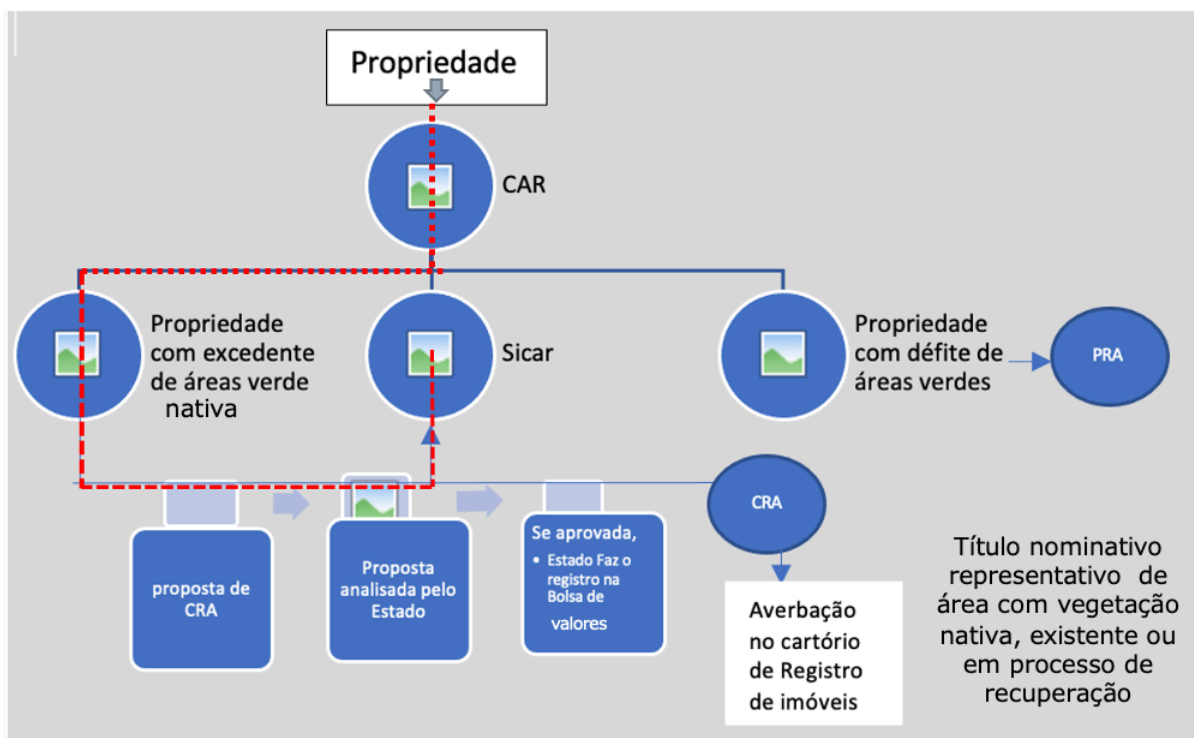 Propriedade
CAR
Propriedade
com excedente
de áreas verde
nativa
Sicar
Propriedade
com défite de
áreas verdes
PRA
proposta de
CRA
Proposta
analisada pelo
Estado
Se aprovada,
• Estado Faz o
registro na
Bolsa de
valores
CRA
Averbação
no cartório
de Registro
de imóveis
Título nominativo
representativo de
área com vegetação
nativa, existente ou
em processo de
recuperação